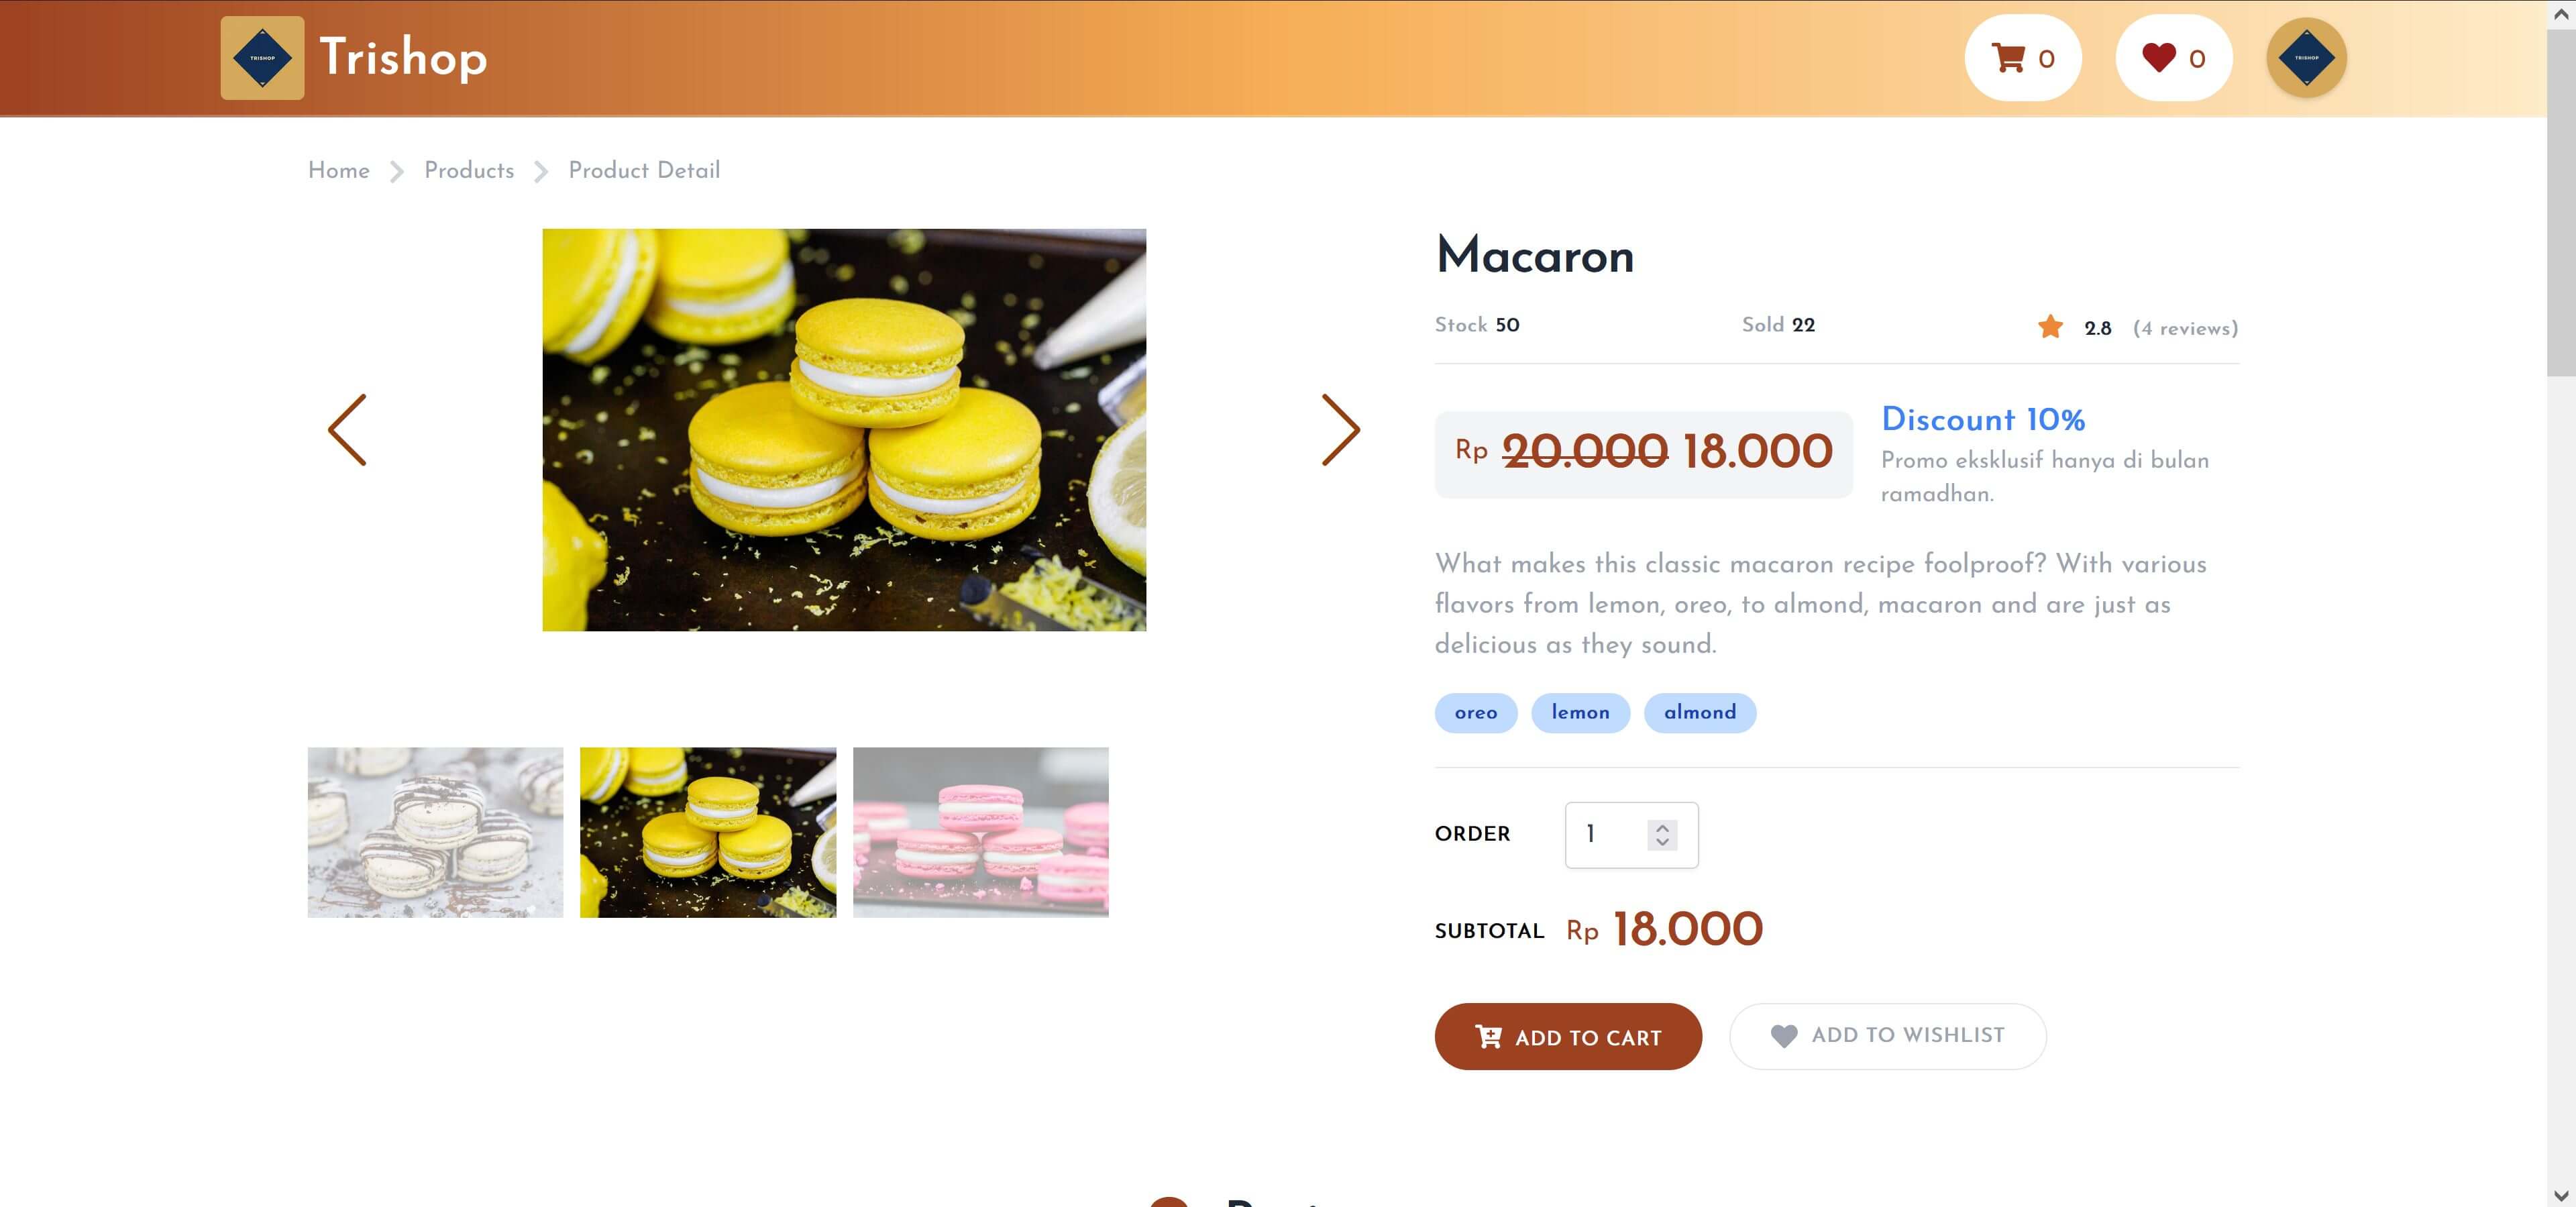 TRISHOP
Trishop
0
0
TRISHOP
Home
Products
Product Detail
Macaron
Stock 50
Sold 22
2.8 (4 reviews)
Rp 20.000 18.000
Discount 10%
Promo eksklusif hanya di bulan
ramadhan.
What makes this classic macaron recipe foolproof? With various
flavors from lemon, oreo, to almond, macaron and are just as
delicious as they sound.
oreo
lemon
almond
ORDER
1
SUBTOTAL Rp 18.000
ADD TO CART
ADD TO WISHLIST